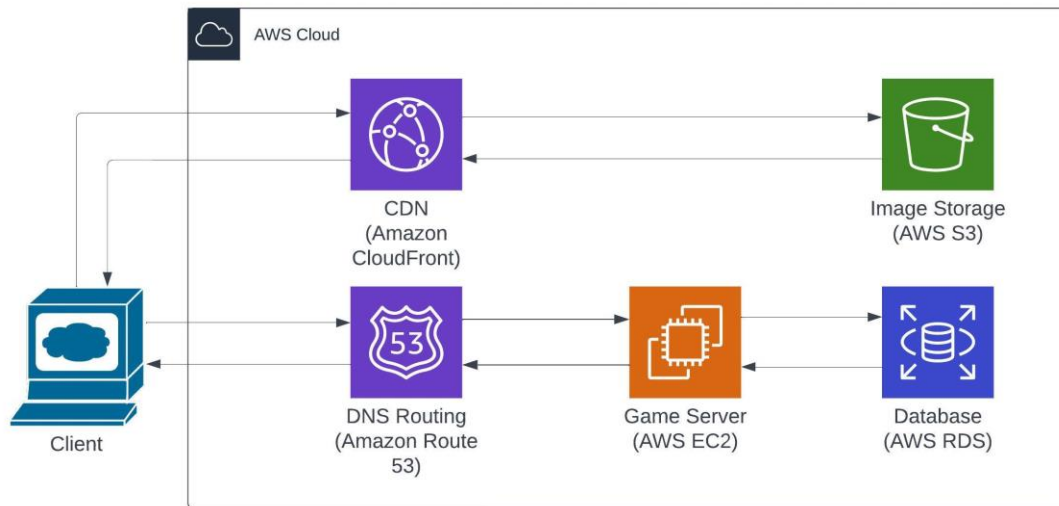 AWS Cloud
CDN
(Amazon
CloudFront)
Image Storage
(AWS S3)
Client
53
DNS Routing
(Amazon Route
53)
Game Server
(AWS EC2)
Database
(AWS RDS)